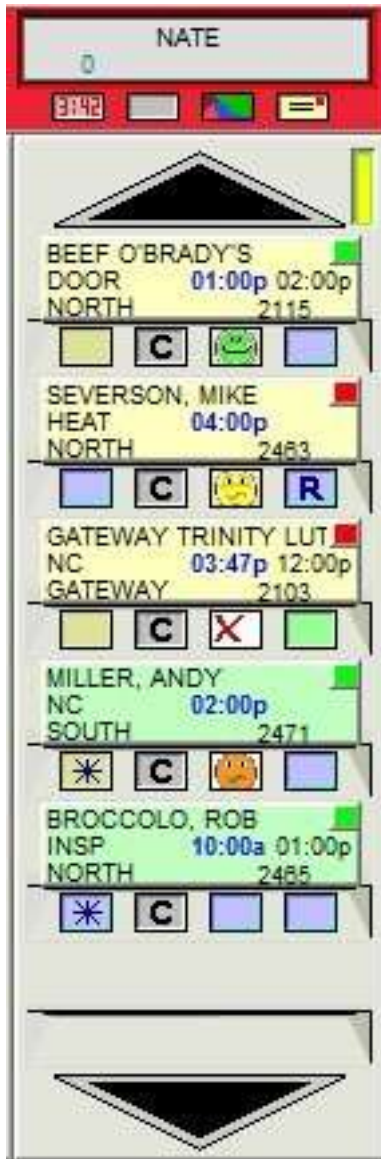 NATE
0
3:42
BEEF O'BRADY'S
DOOR 01:00p 02:00p
NORTH 2115
C
SEVERSON, MIKE
HEAT 04:00p
NORTH 2463
C R
GATEWAY TRINITY LUT
NC 03:47p 12:00p
GATEWAY 2103
C X
MILLER, ANDY
NC 02:00p
SOUTH 2471
C
BROCCOLO, ROB
INSP 10:00a 01:00p
NORTH 2465
C